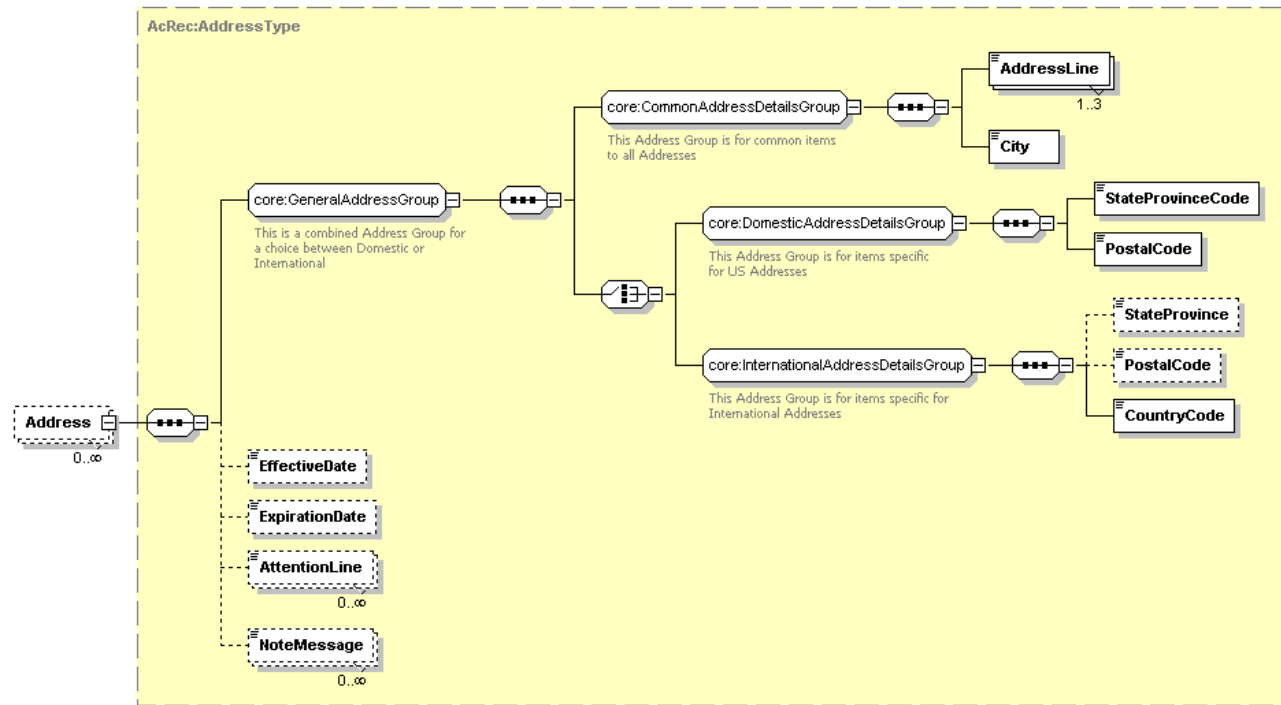 AcRec:AddressType
AddressLine
1..3
core:CommonAddressDetailsGroup
This Address Group is for common items
to all Addresses
City
core:GeneralAddressGroup
This is a combined Address Group for
a choice between Domestic or
International
StateProvinceCode
core:DomesticAddressDetailsGroup
This Address Group is for items specific
for US Addresses
PostalCode
StateProvince
core:InternationalAddressDetailsGroup
This Address Group is for items specific for
International Addresses
PostalCode
CountryCode
Address
0..∞
EffectiveDate
ExpirationDate
AttentionLine
0..∞
NoteMessage
0..∞